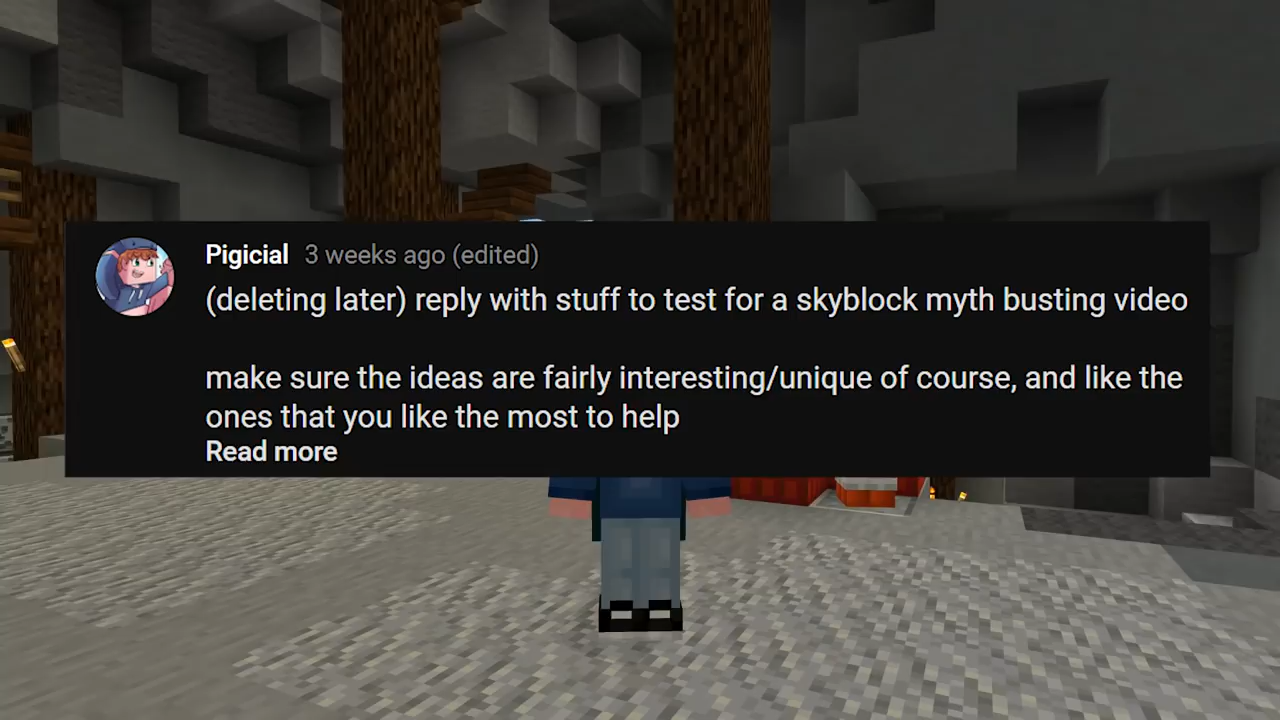 Pigicial 3 weeks ago (edited)
(deleting later) reply with stuff to test for a skyblock myth busting video
make sure the ideas are fairly interesting/unique of course, and like the
ones that you like the most to help
Read more